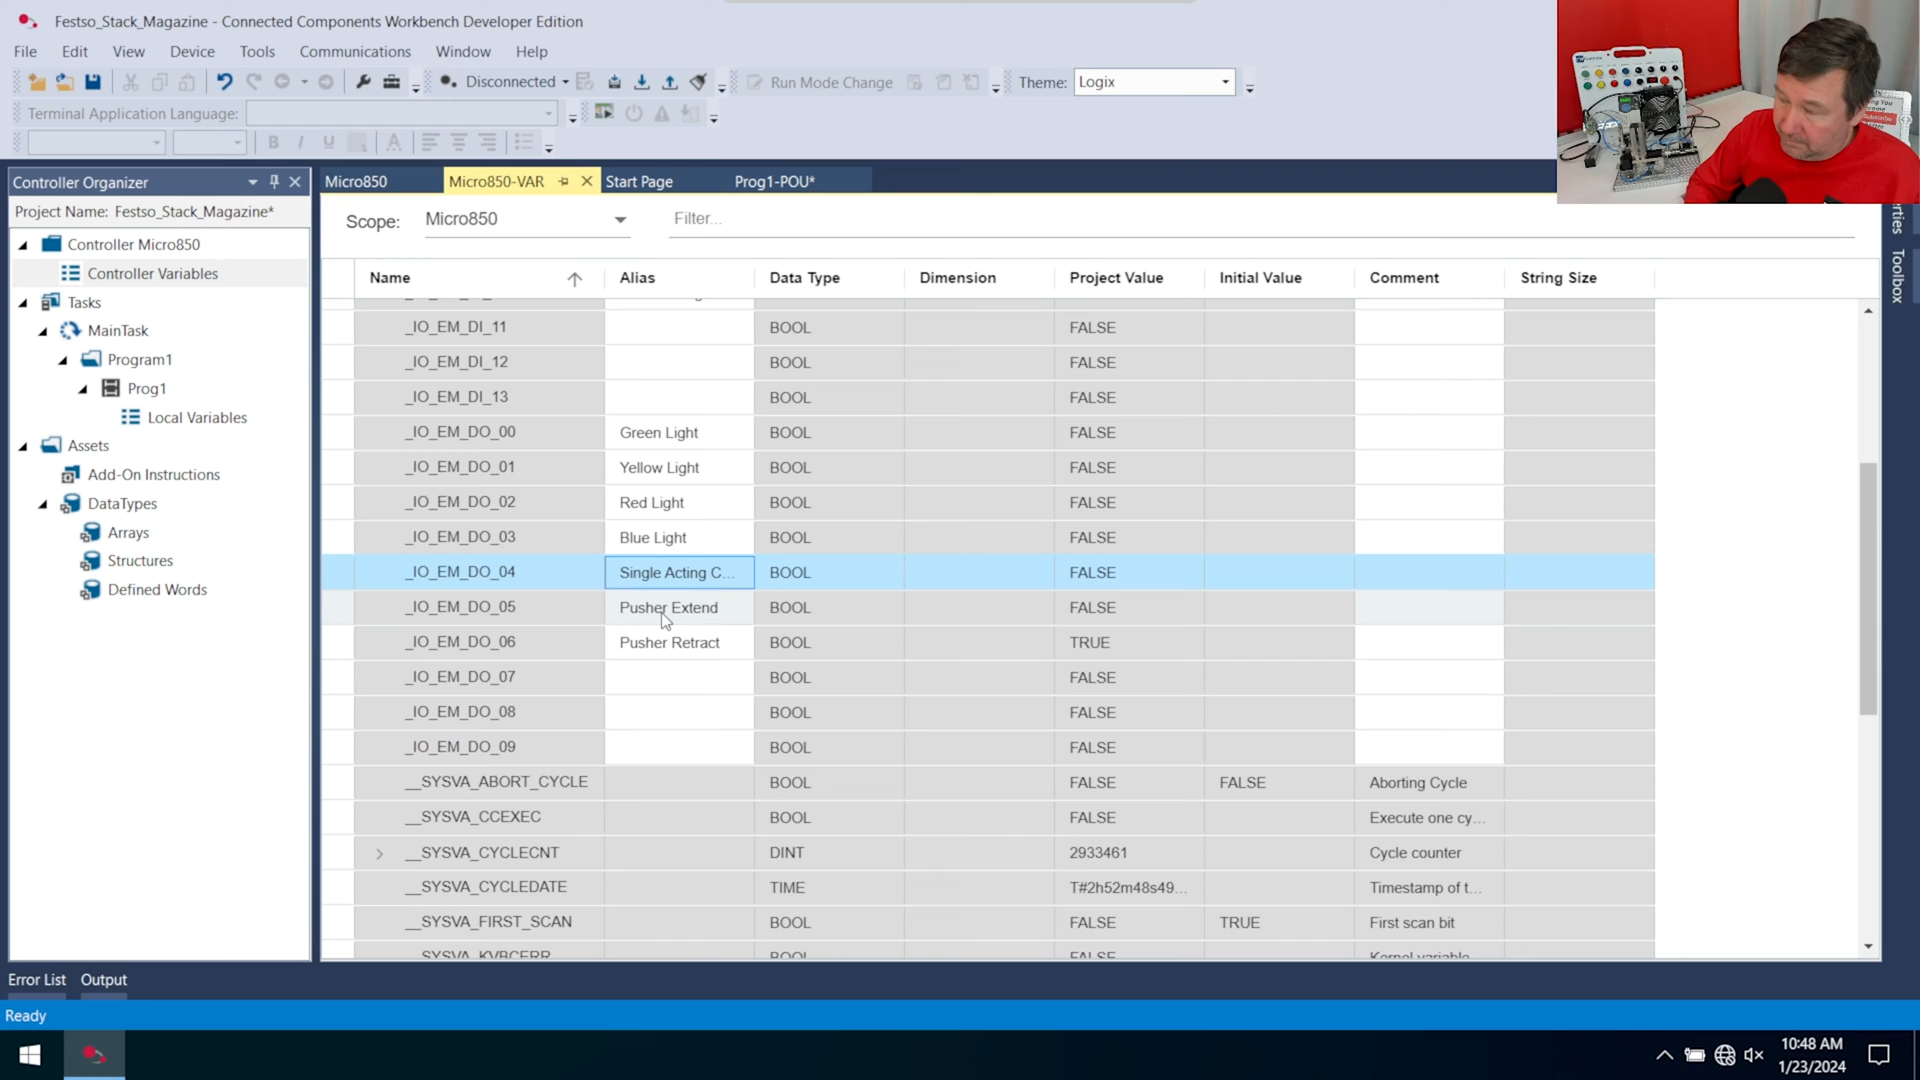 Festso_Stack_Magazine - Connected Components Workbench Developer Edition
File Edit View Device Tools Communications Window Help
Disconnected Run Mode Change Theme: Logix
Terminal Application Language:
B I U A
Controller Organizer
Project Name: Festso_Stack_Magazine*
Controller Micro850
Controller Variables
Tasks
MainTask
Program1
Prog1
Local Variables
Assets
Add-On Instructions
DataTypes
Arrays
Structures
Defined Words
Micro850 Micro850-VAR Start Page Prog1-POU*
Scope: Micro850 Filter...
Name Alias Data Type Dimension Project Value Initial Value Comment String Size
_IO_EM_DI_11 BOOL FALSE
_IO_EM_DI_12 BOOL FALSE
_IO_EM_DI_13 BOOL FALSE
_IO_EM_DO_00 Green Light BOOL FALSE
_IO_EM_DO_01 Yellow Light BOOL FALSE
_IO_EM_DO_02 Red Light BOOL FALSE
_IO_EM_DO_03 Blue Light BOOL FALSE
_IO_EM_DO_04 Single Acting C... BOOL FALSE
_IO_EM_DO_05 Pusher Extend BOOL FALSE
_IO_EM_DO_06 Pusher Retract BOOL TRUE
_IO_EM_DO_07 BOOL FALSE
_IO_EM_DO_08 BOOL FALSE
_IO_EM_DO_09 BOOL FALSE
__SYSVA_ABORT_CYCLE BOOL FALSE FALSE Aborting Cycle
__SYSVA_CCEXEC BOOL FALSE Execute one cy...
__SYSVA_CYCLECNT DINT 2933461 Cycle counter
__SYSVA_CYCLEDATE TIME T#2h52m48s49... Timestamp of t...
__SYSVA_FIRST_SCAN BOOL FALSE TRUE First scan bit
__SYSVA_KVBCERR BOOL FALSE Kernel variable
erties
Toolbox
Subscribe
Error List Output
Ready
10:48 AM
1/23/2024